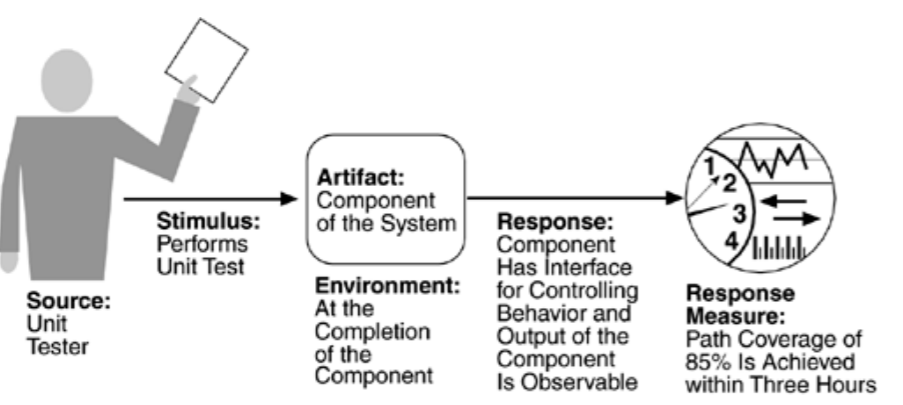 Source:
Unit
Tester
Stimulus:
Performs
Unit Test
Artifact:
Component
of the System
Environment:
At the
Completion
of the
Component
Response:
Component
Has Interface
for Controlling
Behavior and
Output of the
Component
Is Observable
1
2
3
4
Response
Measure:
Path Coverage of
85% Is Achieved
within Three Hours